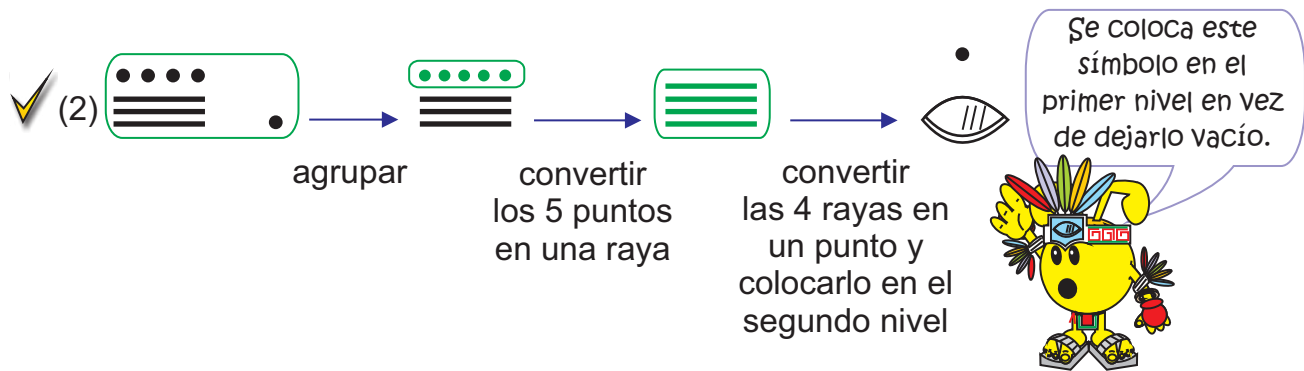 (2)
agrupar
convertir
los 5 puntos
en una raya
convertir
las 4 rayas en
un punto y
colocarlo en el
segundo nivel
Se coloca este
símbolo en el
primer nivel en vez
de dejarlo vacío.